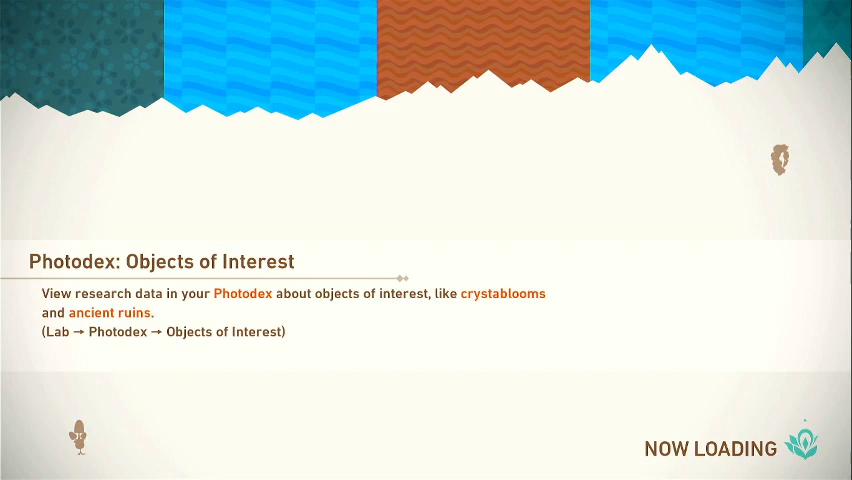 Photodex: Objects of Interest
View research data in your Photodex about objects of interest, like crystablooms
and ancient ruins.
(Lab → Photodex → Objects of Interest)
NOW LOADING